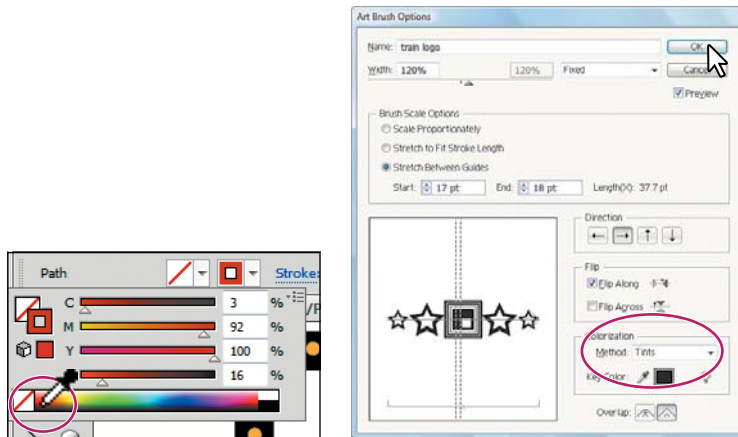 Path
Stroke:
C 3 %
M 92 %
Y 100 %
16 %
Art Brush Options
Name: train logo
OK
Width: 120% 120% Fixed
Cancel
Preview
Brush Scale Options
Scale Proportionately
Stretch to Fit Stroke Length
Stretch Between Guides
Start: 17 pt End: 18 pt Length(X): 37.7 pt
Direction
Flip
Flip Along
Flip Across
Colorization
Method: Tints
Key Color:
Overlap: